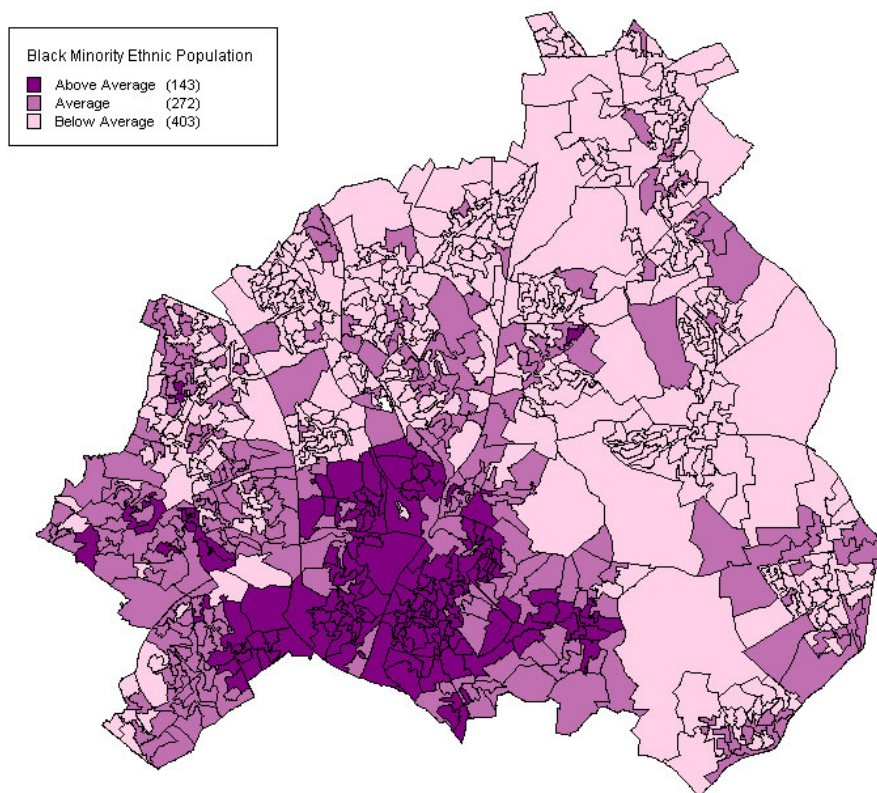 Black Minority Ethnic Population
Above Average (143)
Average (272)
Below Average (403)